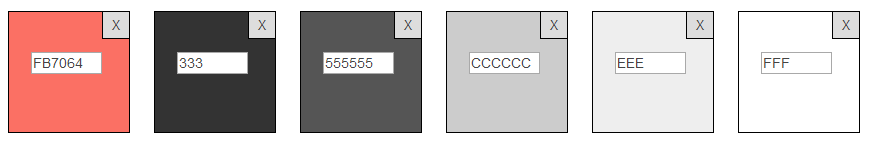 X
FB7064
X
333
X
555555
X
CCCCCC
X
EEE
X
FFF